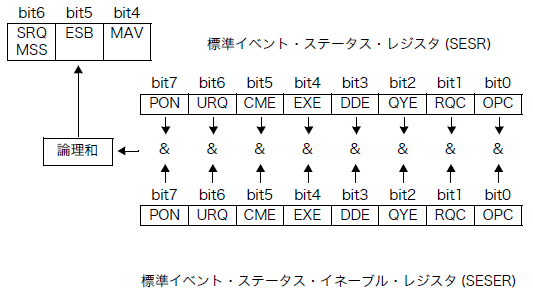 bit6 bit5 bit4
SRQ ESB MAV
MSS
標準イベント・ステータス・レジスタ (SESR)
bit7 bit6 bit5 bit4 bit3 bit2 bit1 bit0
PON URQ CME EXE DDE QYE RQC OPC
論理和 & & & & & & & &
bit7 bit6 bit5 bit4 bit3 bit2 bit1 bit0
PON URQ CME EXE DDE QYE RQC OPC
標準イベント・ステータス・イネーブル・レジスタ (SESER)